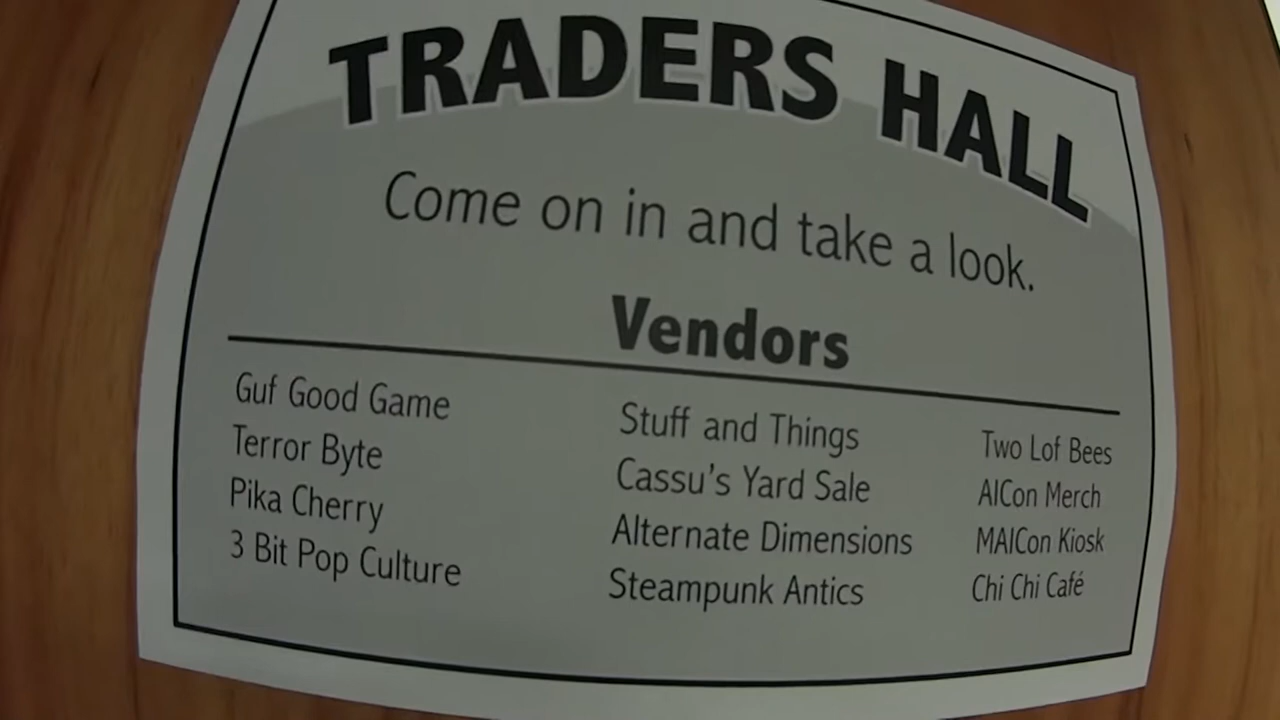 TRADERS HALL
Come on in and take a look.
Vendors
Guf Good Game
Terror Byte
Pika Cherry
3 Bit Pop Culture
Stuff and Things
Cassu's Yard Sale
Alternate Dimensions
Steampunk Antics
Two Lof Bees
AICon Merch
MAICon Kiosk
Chi Chi Café